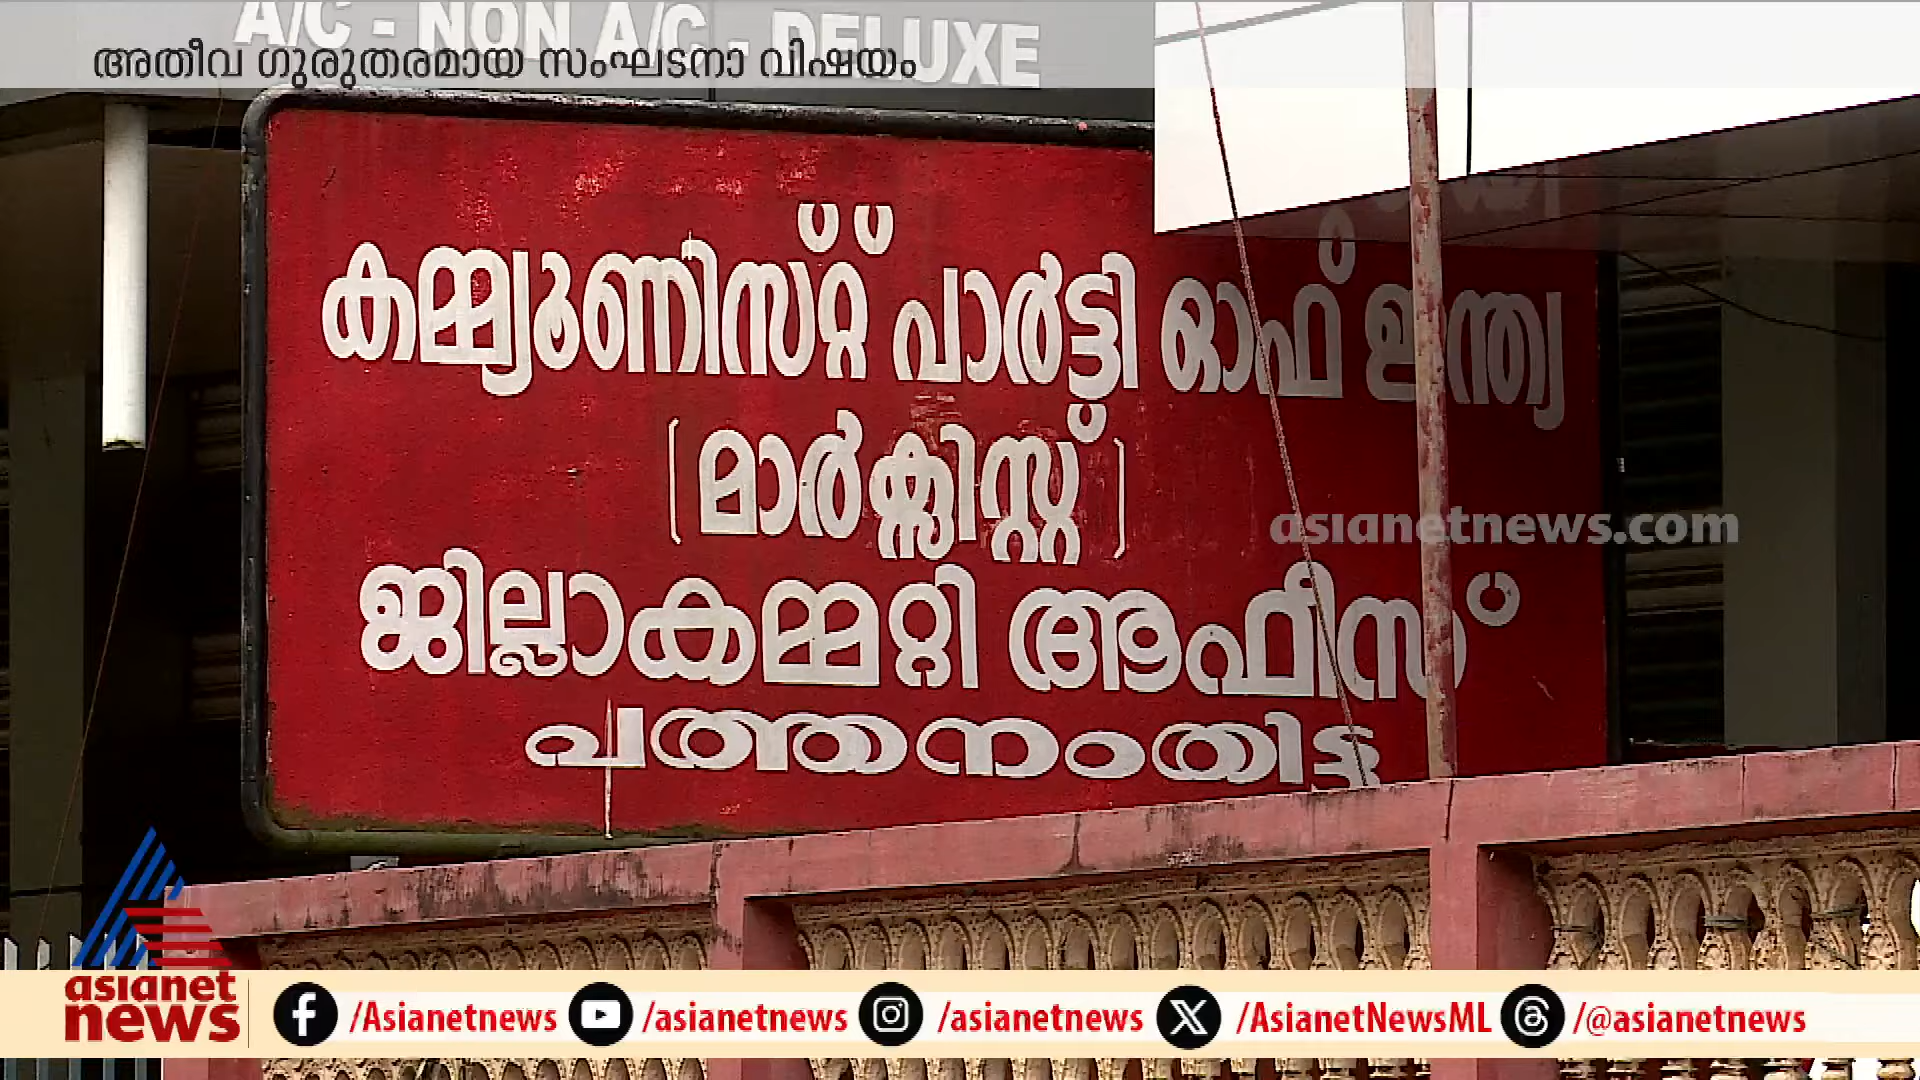 A/C - NON A/C - DELUXE
അതീവ ഗുരുതരമായ സംഘടനാ വിഷയം
കമ്മ്യൂണിസ്റ്റ് പാർട്ടി ഓഫ് ഇന്ത്യ
(മാർക്സിസ്റ്റ്)
ജില്ലാകമ്മറ്റി ആഫീസ്
പത്തനംതിട്ട
asianetnews.com
asianet
news
/Asianetnews /asianetnews /asianetnews /AsianetNewsML /@asianetnews